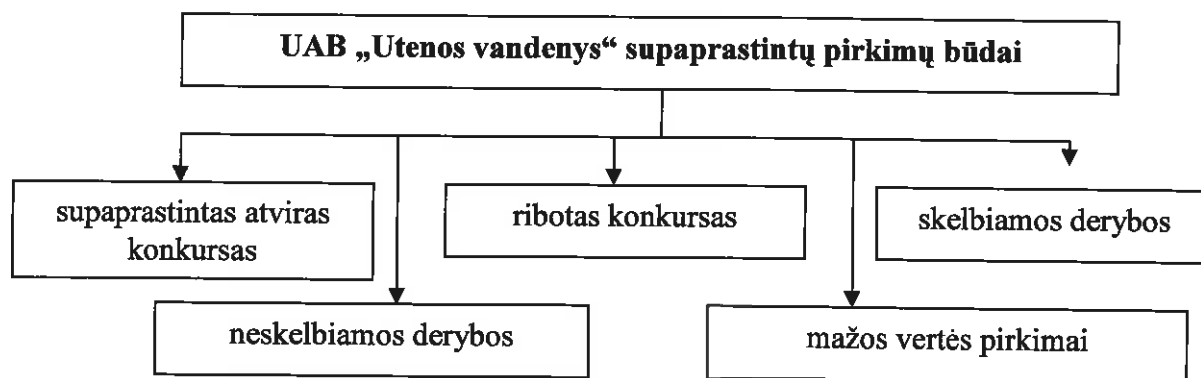 UAB „Utenos vandenys“ supaprastintų pirkimų būdai
supaprastintas atviras
konkursas
ribotas konkursas
skelbiamos derybos
neskelbiamos derybos
mažos vertės pirkimai